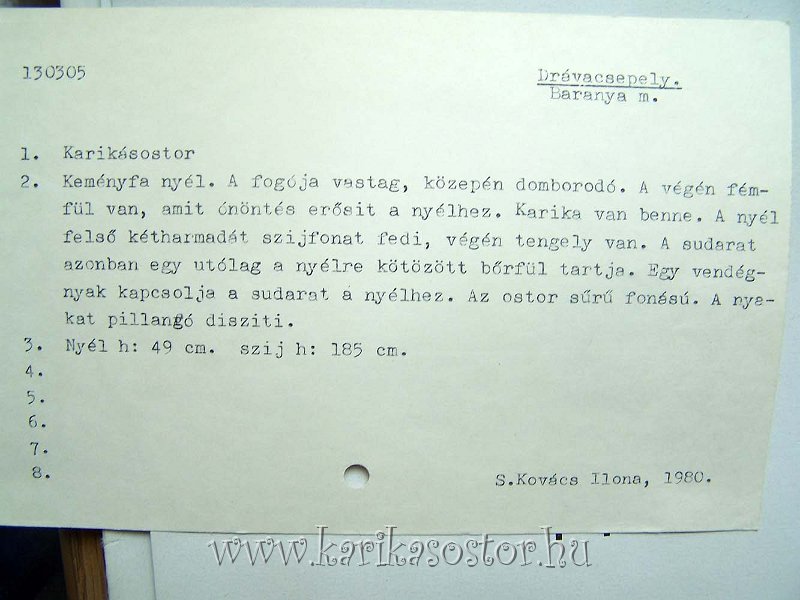 130305
Drávacsepely.
Baranya m.
1. Karikásostor
2. Keményfa nyél. A fogója vastag, közepén domborodó. A végén fém-
fül van, amit ónöntés erősit a nyélhez. Karika van benne. A nyél
felső kétharmadát szijfonat fedi, végén tengely van. A sudarat
azonban egy utólag a nyélre kötözött bőrfül tartja. Egy vendég-
nyak kapcsolja a sudarat a nyélhez. Az ostor sűrű fonású. A nya-
kat pillangó disziti.
3. Nyél h: 49 cm. szij h: 185 cm.
4.
5.
6.
7.
8.
S.Kovács Ilona, 1980.
www.karikasostor.hu